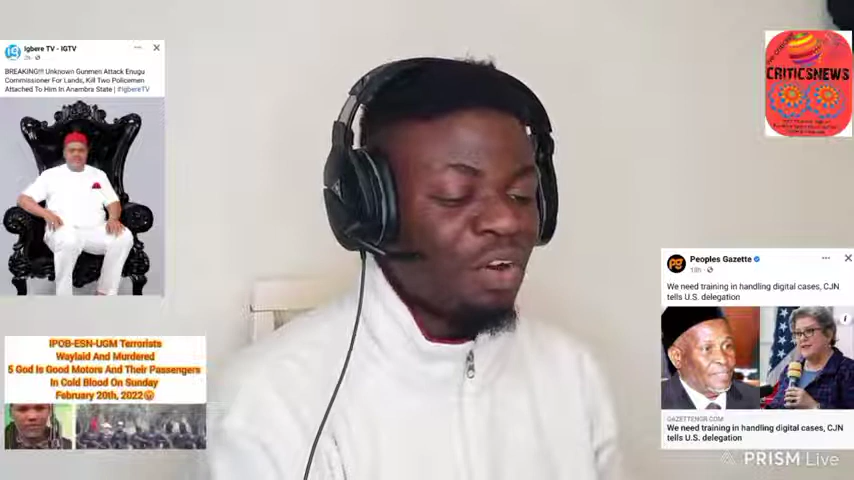 Igbere TV - IGTV
2h
BREAKING!!! Unknown Gunmen Attack Enugu
Commissioner For Lands, Kill Two Policemen
Attached To Him In Anambra State | #IgbereTV
IPOB-ESN-UGM Terrorists
Waylaid And Murdered
5 God Is Good Motors And Their Passengers
In Cold Blood On Sunday
February 20th, 2022
CRITICSNEWS
pg
Peoples Gazette
18h
We need training in handling digital cases, CJN
tells U.S. delegation
GAZETTENGR.COM
We need training in handling digital cases, CJN
tells U.S. delegation
PRISM Live